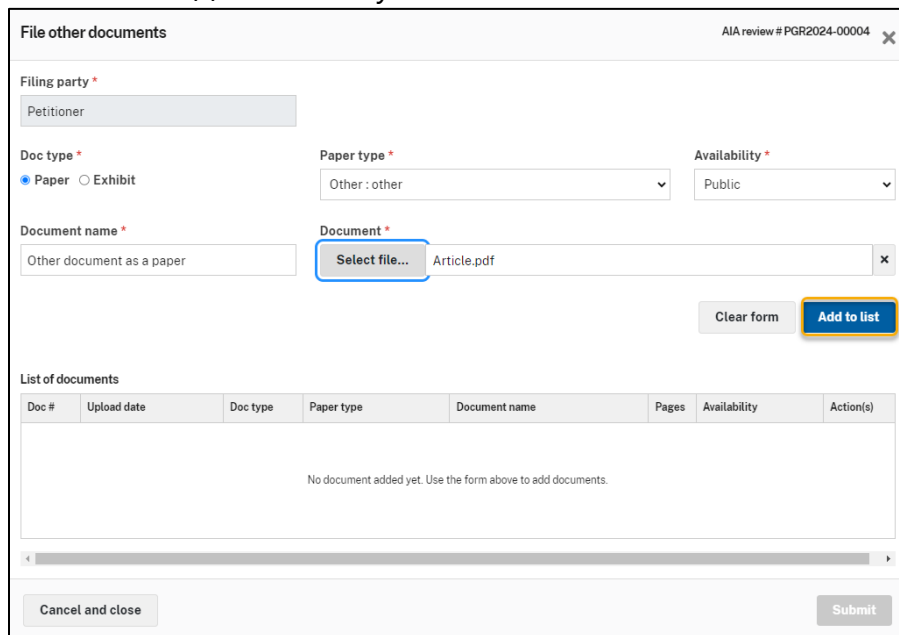 File other documents
AIA review # PGR2024-00004
Filing party *
Petitioner
Doc type *
Paper
Exhibit
Paper type *
Other : other
Availability *
Public
Document name *
Other document as a paper
Document *
Select file...
Article.pdf
Clear form
Add to list
List of documents
Doc # Upload date Doc type Paper type Document name Pages Availability Action(s)
No document added yet. Use the form above to add documents.
Cancel and close
Submit